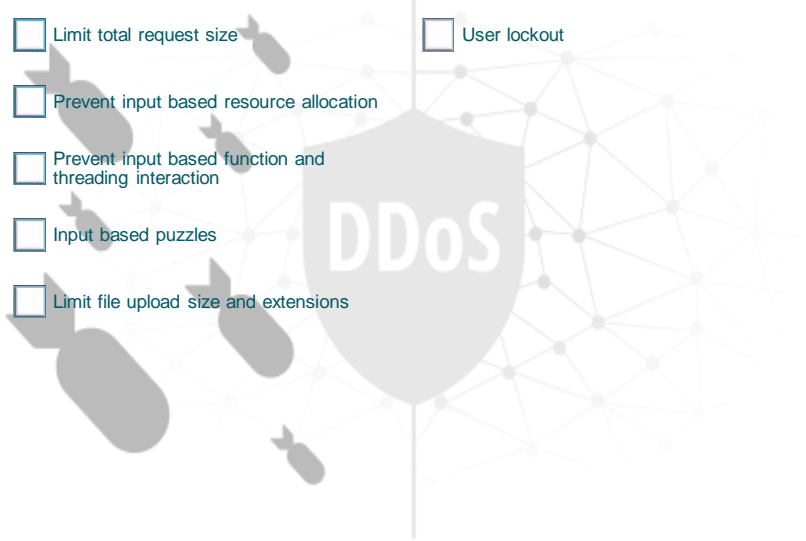 Limit total request size
Prevent input based resource allocation
Prevent input based function and
threading interaction
Input based puzzles
Limit file upload size and extensions
User lockout
DDoS